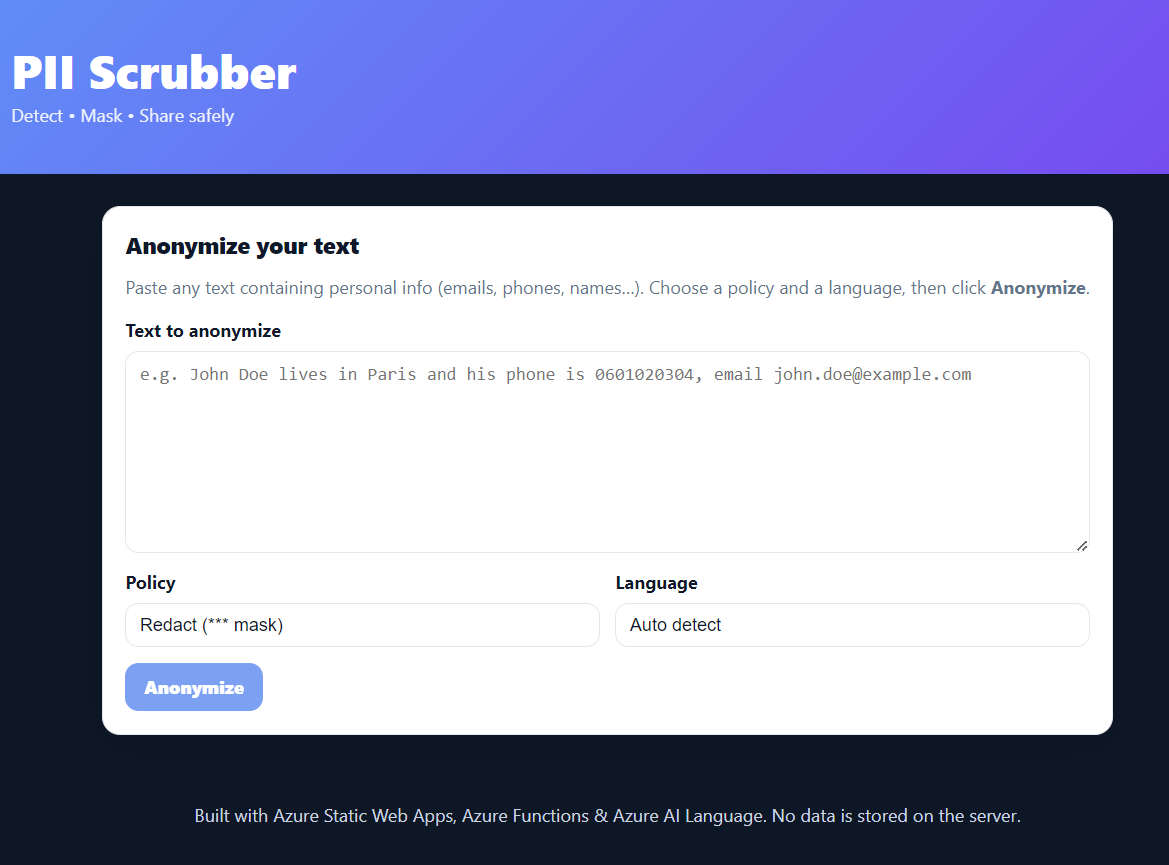 PII Scrubber
Detect • Mask • Share safely
Anonymize your text
Paste any text containing personal info (emails, phones, names…). Choose a policy and a language, then click Anonymize.
Text to anonymize
e.g. John Doe lives in Paris and his phone is 0601020304, email john.doe@example.com
Policy
Language
Redact (*** mask)
Auto detect
Anonymize
Built with Azure Static Web Apps, Azure Functions & Azure AI Language. No data is stored on the server.